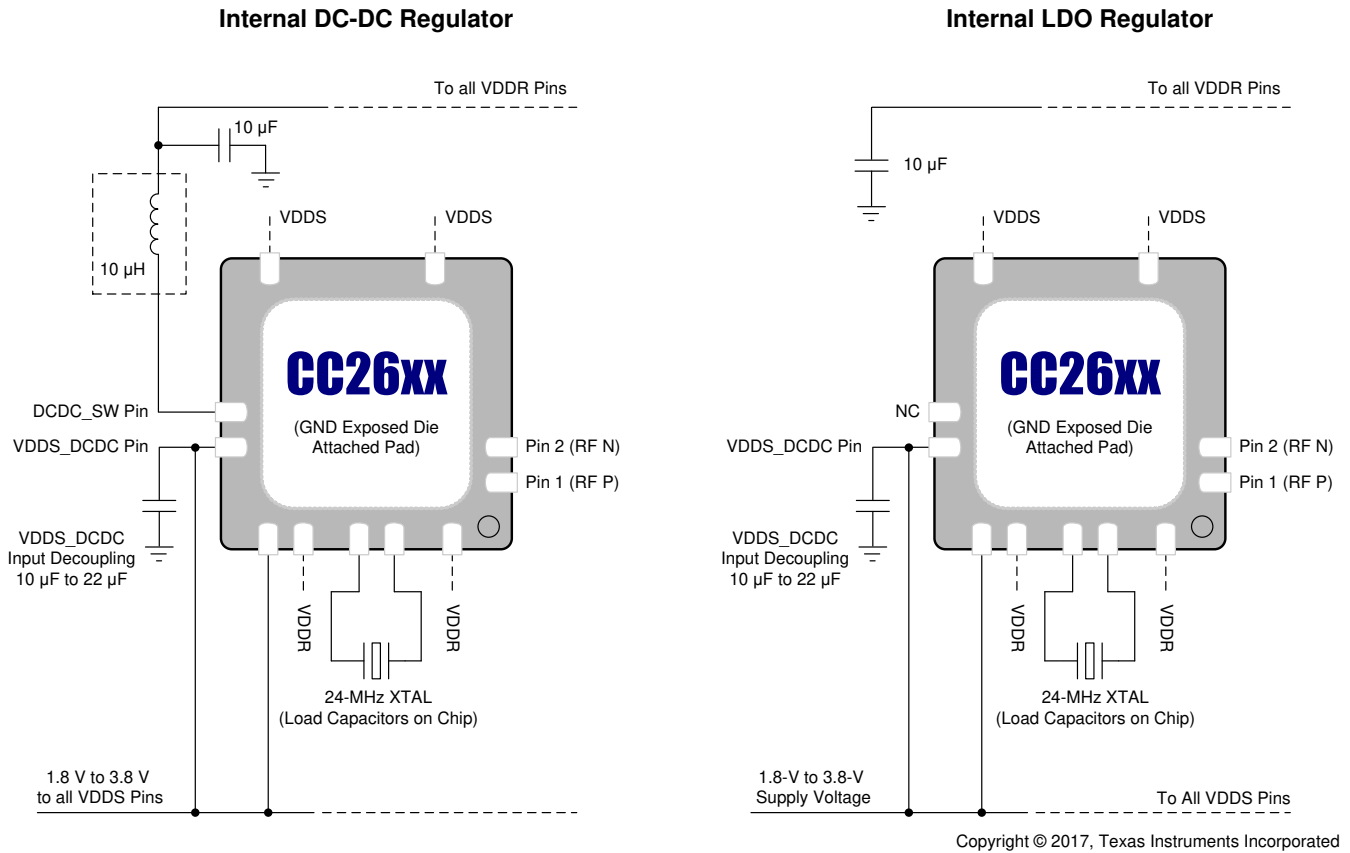 Internal DC-DC Regulator
To all VDDR Pins
10 µF
10 µH
VDDS
VDDS
CC26xx
(GND Exposed Die
Attached Pad)
DCDC_SW Pin
VDDS_DCDC Pin
Pin 2 (RF N)
Pin 1 (RF P)
VDDS_DCDC
Input Decoupling
10 µF to 22 µF
VDDR
VDDR
24-MHz XTAL
(Load Capacitors on Chip)
1.8 V to 3.8 V
to all VDDS Pins
Internal LDO Regulator
To all VDDR Pins
10 µF
VDDS
VDDS
CC26xx
(GND Exposed Die
Attached Pad)
NC
VDDS_DCDC Pin
Pin 2 (RF N)
Pin 1 (RF P)
VDDS_DCDC
Input Decoupling
10 µF to 22 µF
VDDR
VDDR
24-MHz XTAL
(Load Capacitors on Chip)
1.8-V to 3.8-V
Supply Voltage
To All VDDS Pins
Copyright © 2017, Texas Instruments Incorporated